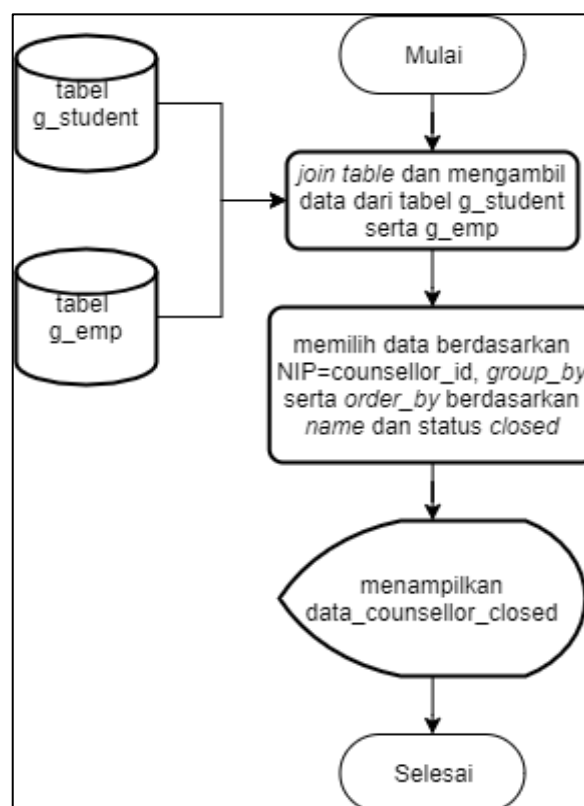 Mulai
tabel
g_student
join table dan mengambil
data dari tabel g_student
serta g_emp
tabel
g_emp
memilih data berdasarkan
NIP=counsellor_id, group_by
serta order_by berdasarkan
name dan status closed
menampilkan
data_counsellor_closed
Selesai